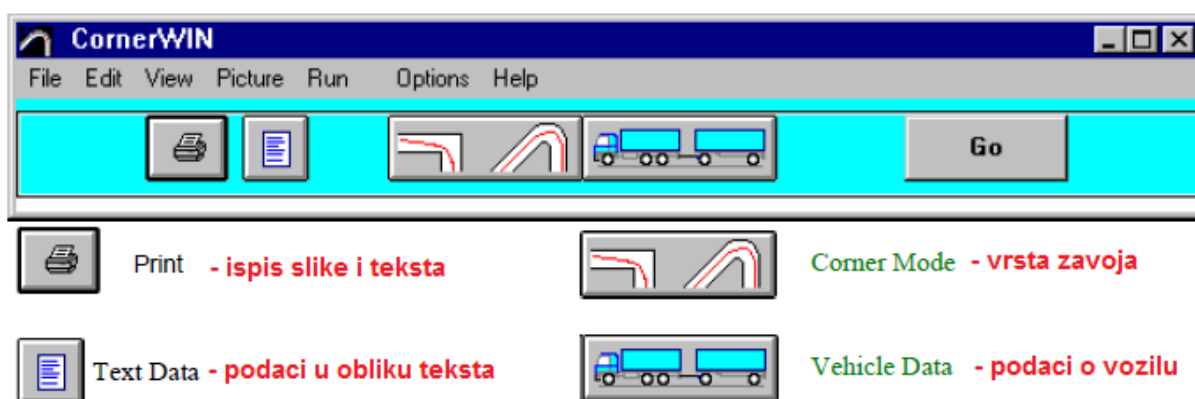 CornerWIN
File Edit View Picture Run Options Help
Go
Print - ispis slike i teksta
Corner Mode - vrsta zavoja
Text Data - podaci u obliku teksta
Vehicle Data - podaci o vozilu